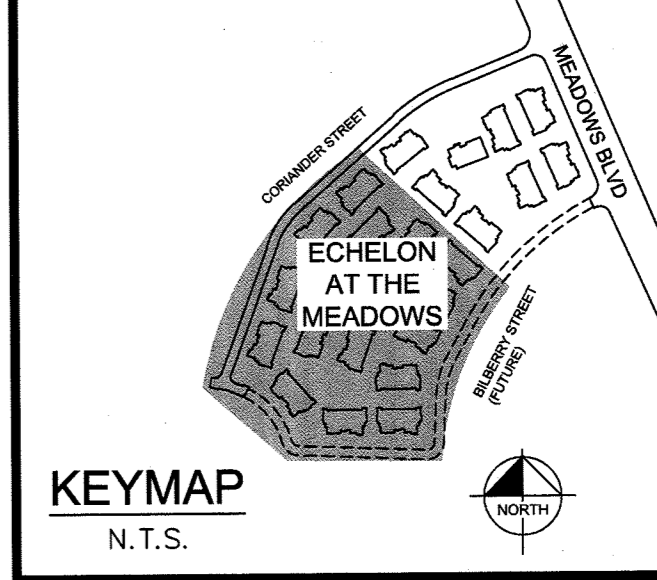 MEADOWS BLVD
CORIANDER STREET
ECHELON
AT THE
MEADOWS
BILBERRY STREET
(FUTURE)
KEYMAP
N.T.S.
NORTH